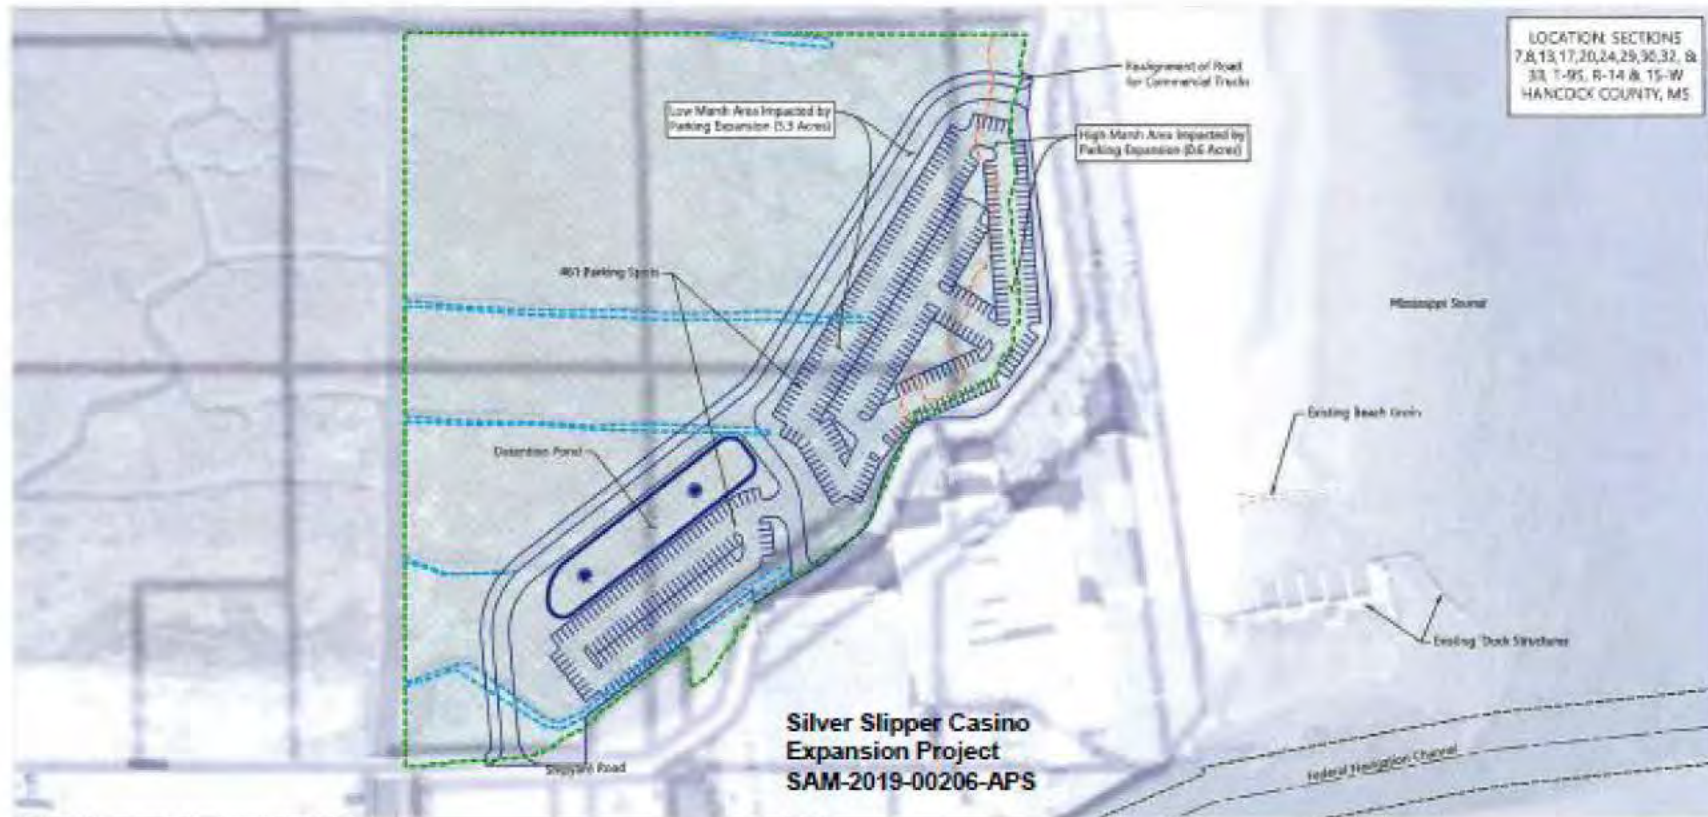 LOCATION: SECTIONS
7,8,13,17,20,24,29,30,32, &
33, T-9S, R-14 & 15-W
HANCOCK COUNTY, MS
Realignment of Road
for Commercial Trucks
Low Marsh Area Impacted by
Parking Expansion (5.3 Acres)
High Marsh Area Impacted by
Parking Expansion (0.6 Acres)
461 Parking Spots
Mississippi Sound
Existing Beach Groin
Detention Pond
Existing Dock Structures
Silver Slipper Casino
Expansion Project
SAM-2019-00206-APS
Shipyard Road
Federal Navigation Channel